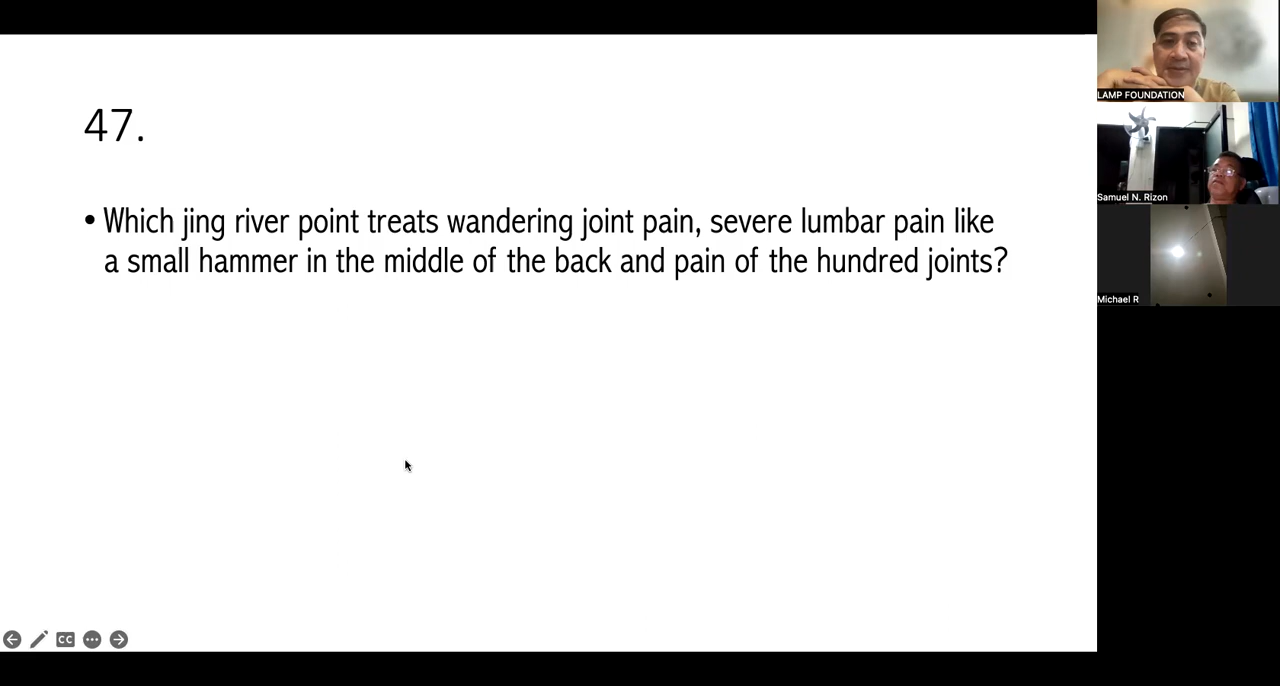 47.
• Which jing river point treats wandering joint pain, severe lumbar pain like
a small hammer in the middle of the back and pain of the hundred joints?
LAMP FOUNDATION
Samuel N. Rizon
Michael R
CC